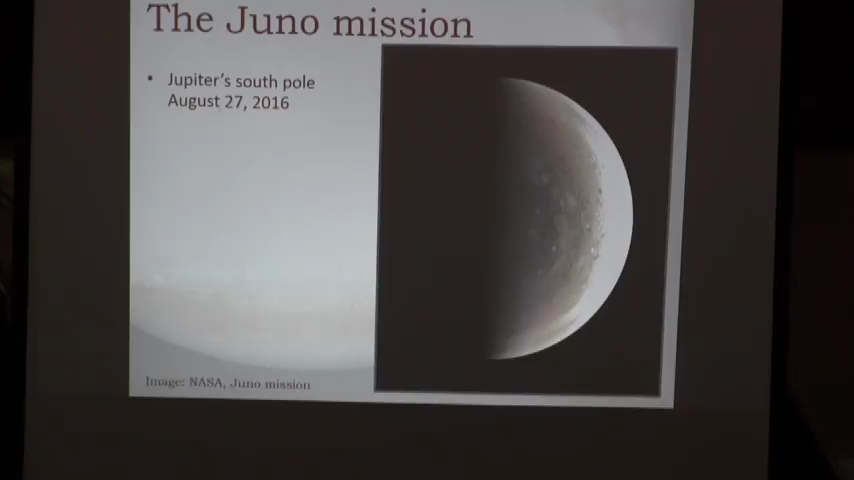 The Juno mission
• Jupiter's south pole
August 27, 2016
Image: NASA, Juno mission